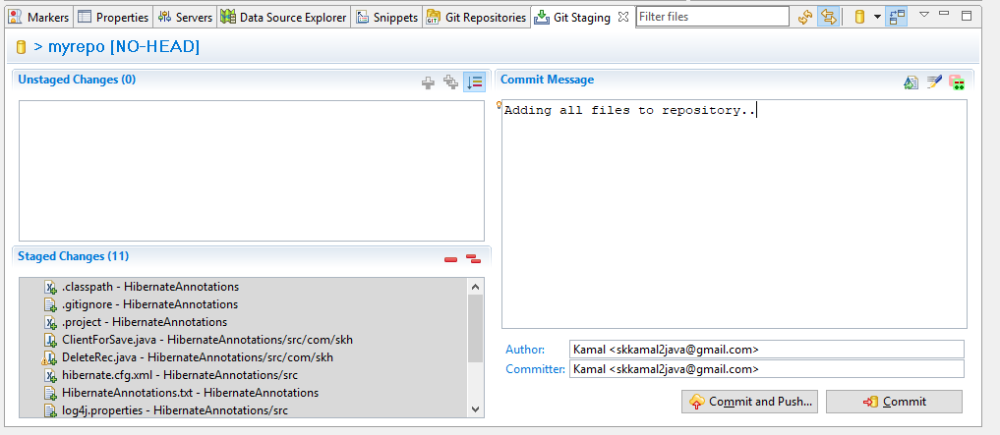 Markers Properties Servers Data Source Explorer Snippets Git Repositories Git Staging Filter files
> myrepo [NO-HEAD]
Unstaged Changes (0)
Commit Message
Adding all files to repository..
Staged Changes (11)
.classpath - HibernateAnnotations
.gitignore - HibernateAnnotations
.project - HibernateAnnotations
ClientForSave.java - HibernateAnnotations/src/com/skh
DeleteRec.java - HibernateAnnotations/src/com/skh
hibernate.cfg.xml - HibernateAnnotations/src
HibernateAnnotations.txt - HibernateAnnotations
log4j.properties - HibernateAnnotations/src
Author: Kamal <skkamal2java@gmail.com>
Committer: Kamal <skkamal2java@gmail.com>
Commit and Push... Commit